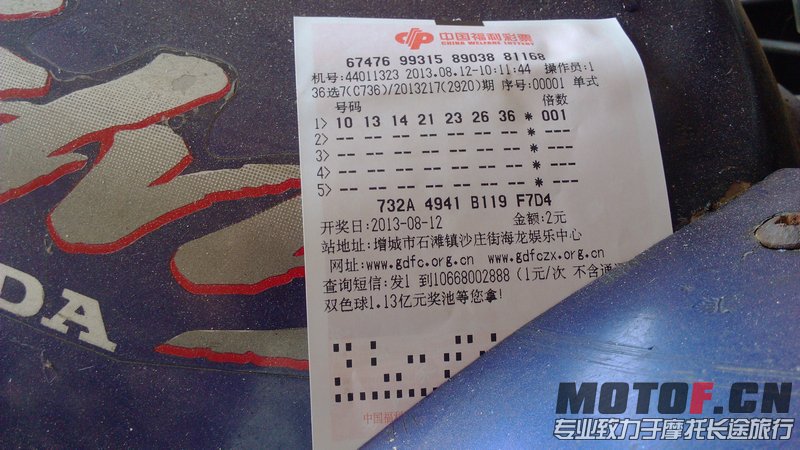 中国福利彩票
CHINA WELFARE LOTTERY
67476 99315 89038 81168
机号:44011323 2013.08.12-10:11:44 操作员:1
36选7(C736)/2013217(2920)期 序号:00001 单式
号码 倍数
1> 10 13 14 21 23 26 36 * 001
2> -- -- -- -- -- -- -- * ---
3> -- -- -- -- -- -- -- * ---
4> -- -- -- -- -- -- -- * ---
5> -- -- -- -- -- -- -- * ---
732A 4941 B119 F7D4
开奖日:2013-08-12 金额:2元
站地址:增城市石滩镇沙庄街海龙娱乐中心
网址:www.gdfc.org.cn www.gdfczx.org.cn
查询短信:发1 到10668002888 (1元/次 不含通
双色球1.13亿元奖池等您拿!
中国福利
DA
MOTOF.CN
专业致力于摩托长途旅行